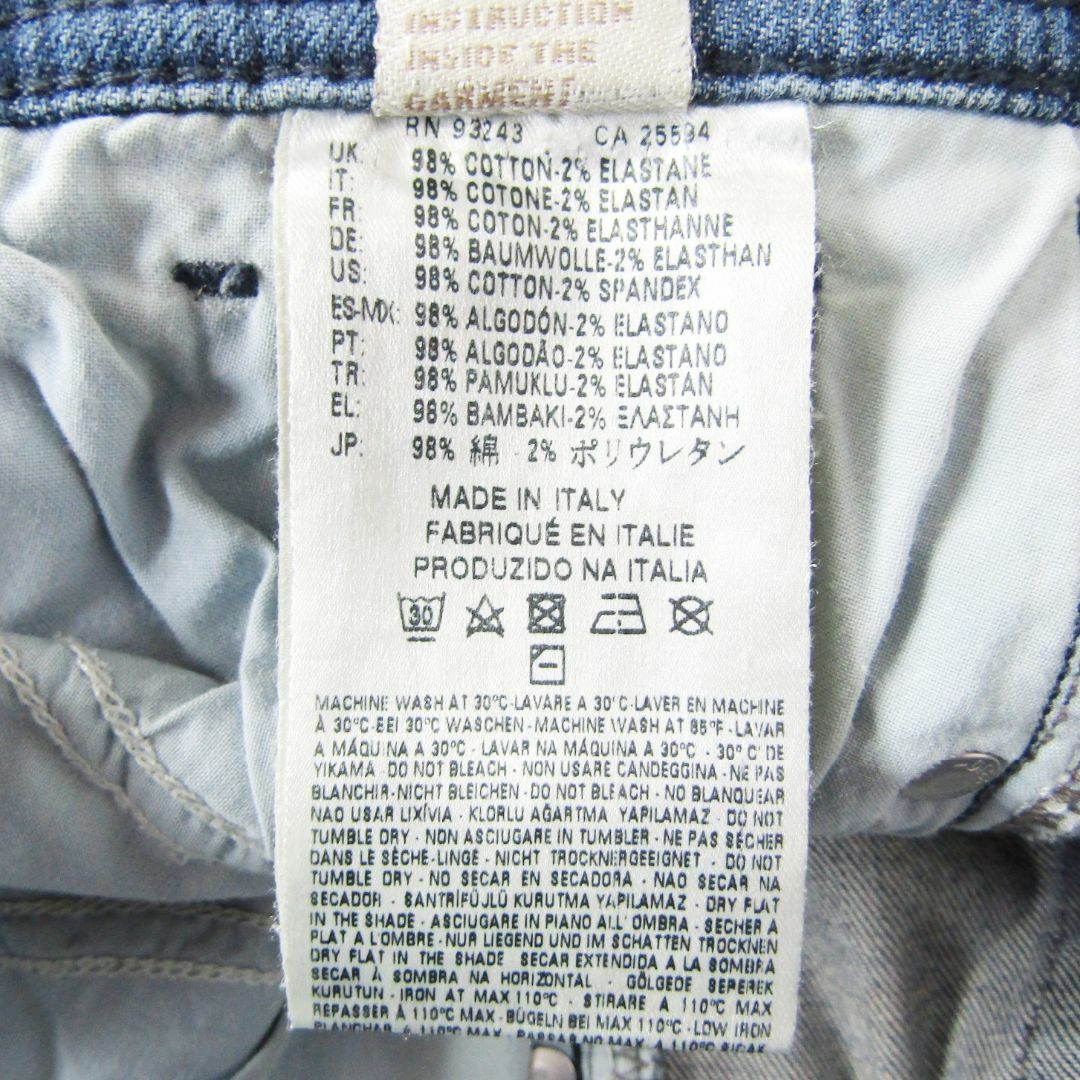 INSTRUCTION
INSIDE THE
GARMENT
RN 93243 CA 25594
UK: 98% COTTON-2% ELASTANE
IT: 98% COTONE-2% ELASTAN
FR: 98% COTON-2% ELASTHANNE
DE: 98% BAUMWOLLE-2% ELASTHAN
US: 98% COTTON-2% SPANDEX
ES-MX: 98% ALGODÓN-2% ELASTANO
PT: 98% ALGODÃO-2% ELASTANO
TR: 98% PAMUKLU-2% ELASTAN
EL: 98% BAMBAKI-2% ΕΛΑΣΤΑΝΗ
JP: 98% 綿 - 2% ポリウレタン
MADE IN ITALY
FABRIQUÉ EN ITALIE
PRODUZIDO NA ITALIA
30
MACHINE WASH AT 30°C-LAVARE A 30°C-LAVER EN MACHINE
À 30°C-BEI 30°C WASCHEN - MACHINE WASH AT 85°F - LAVAR
A MÁQUINA A 30°C - LAVAR NA MÁQUINA A 30°C - 30°C' DE
YIKAMA - DO NOT BLEACH - NON USARE CANDEGGINA - NE PAS
BLANCHIR-NICHT BLEICHEN - DO NOT BLEACH - NO BLANQUEAR
NAO USAR LIXÍVIA - KLORLU AĞARTMA YAPILAMAZ - DO NOT
TUMBLE DRY - NON ASCIUGARE IN TUMBLER - NE PAS SÉCHER
DANS LE SÈCHE-LINGE - NICHT TROCKNERGEEIGNET - DO NOT
TUMBLE DRY - NO SECAR EN SECADORA - NAO SECAR NA
SECADOR - SANTRİFÜJLÜ KURUTMA YAPILAMAZ - DRY FLAT
IN THE SHADE - ASCIUGARE IN PIANO ALL'OMBRA - SECHER A
PLAT A L'OMBRE - NUR LIEGEND UND IM SCHATTEN TROCKNEN
DRY FLAT IN THE SHADE SECAR EXTENDIDA A LA SOMBRA
SECAR À SOMBRA NA HORIZONTAL - GÖLGEDE SEREREK
KURUTUN - IRON AT MAX 110°C - STIRARE A 110°C MAX
REPASSER À 110°C MAX - BÜGELN BEI MAX 110°C - LOW IRON
PLANCHAR A 110°C MAX - PASSAR NO MAX A 110°C SICAK